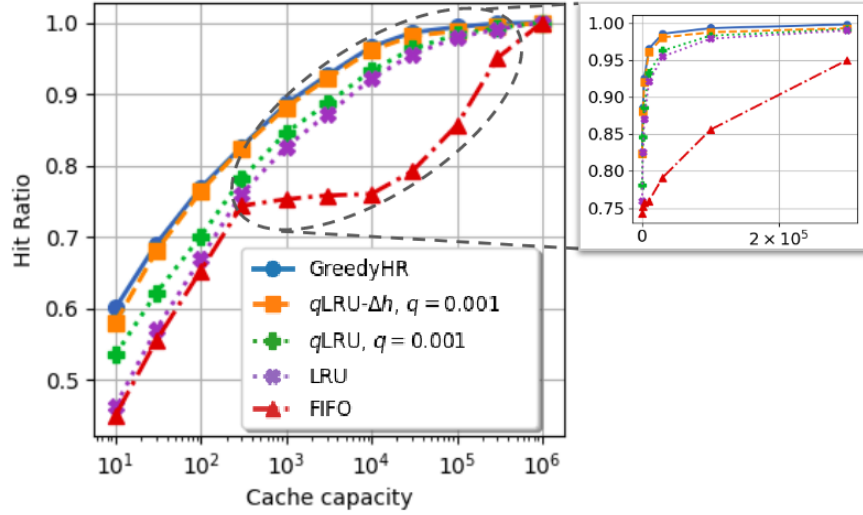 1.0
0.9
0.8
0.7
0.6
0.5
Hit Ratio
GreedyHR
qLRU-Δh, q = 0.001
qLRU, q = 0.001
LRU
FIFO
10¹ 10² 10³ 10⁴ 10⁵ 10⁶
Cache capacity
1.00
0.95
0.90
0.85
0.80
0.75
0 2 × 10⁵